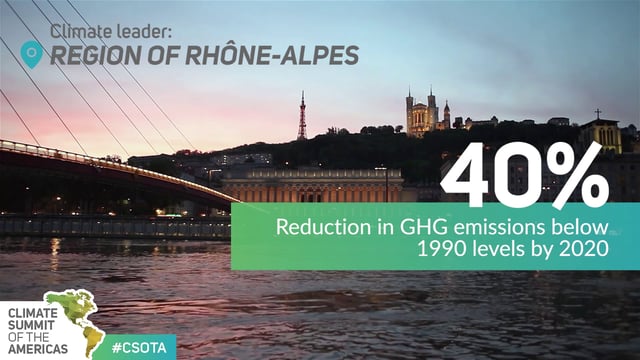 Climate leader:
REGION OF RHÔNE-ALPES
40%
Reduction in GHG emissions below
1990 levels by 2020
CLIMATE
SUMMIT
OF THE
AMERICAS
#CSOTA